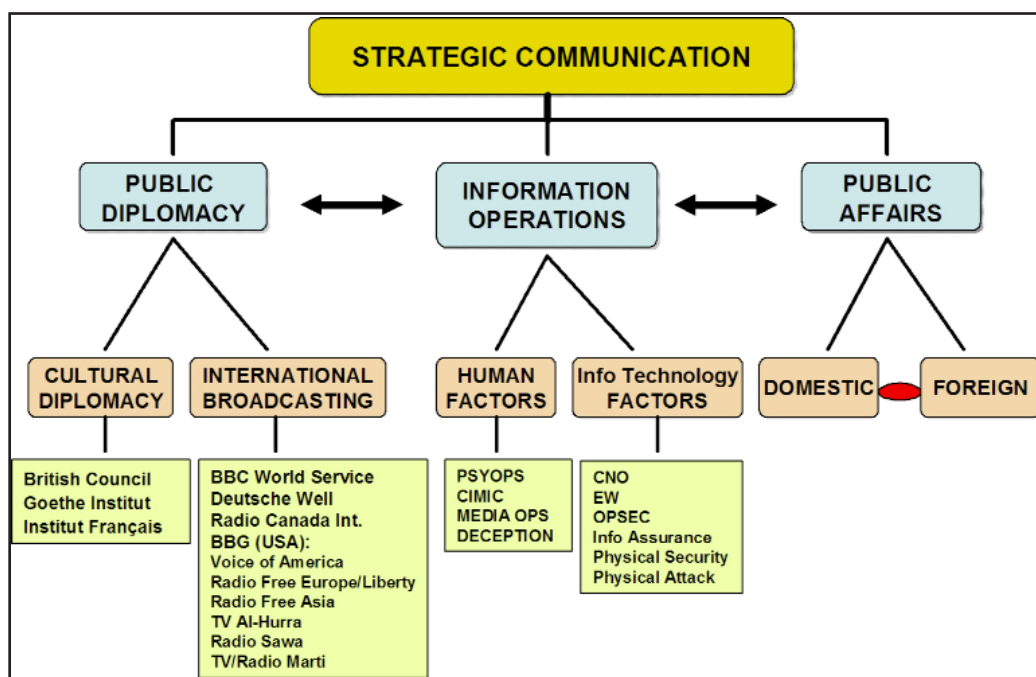 STRATEGIC COMMUNICATION
PUBLIC
DIPLOMACY
INFORMATION
OPERATIONS
PUBLIC
AFFAIRS
CULTURAL
DIPLOMACY
INTERNATIONAL
BROADCASTING
HUMAN
FACTORS
Info Technology
FACTORS
DOMESTIC
FOREIGN
British Council
Goethe Institut
Institut Français
BBC World Service
Deutsche Well
Radio Canada Int.
BBG (USA):
Voice of America
Radio Free Europe/Liberty
Radio Free Asia
TV Al-Hurra
Radio Sawa
TV/Radio Marti
PSYOPS
CIMIC
MEDIA OPS
DECEPTION
CNO
EW
OPSEC
Info Assurance
Physical Security
Physical Attack